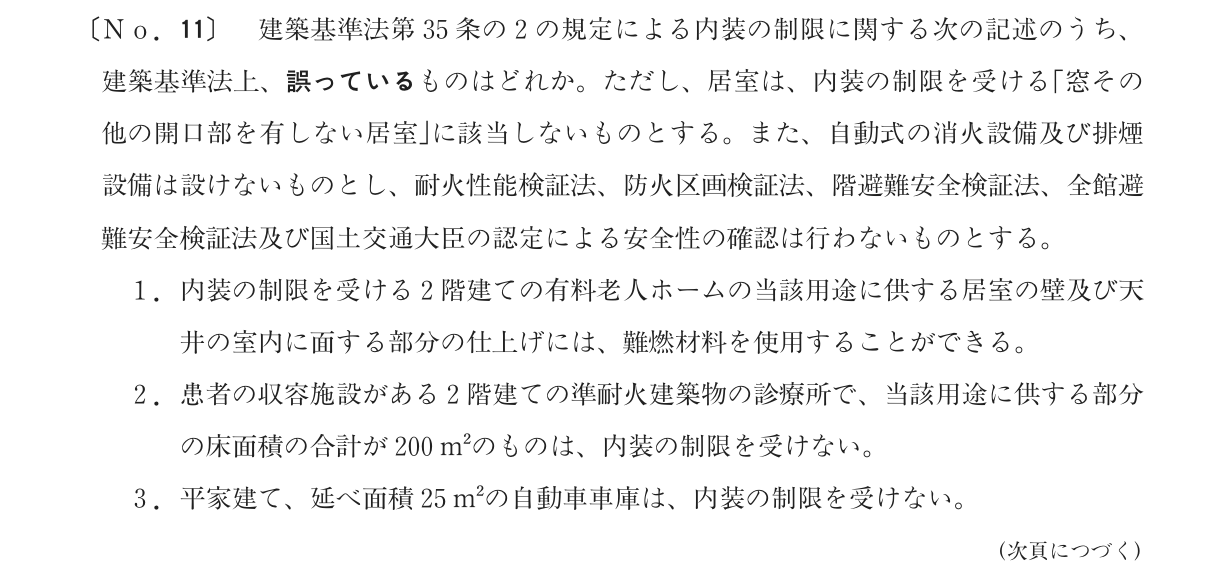 〔No. 11〕 建築基準法第 35 条の 2 の規定による内装の制限に関する次の記述のうち、
建築基準法上、誤っているものはどれか。ただし、居室は、内装の制限を受ける「窓その
他の開口部を有しない居室」に該当しないものとする。また、自動式の消火設備及び排煙
設備は設けないものとし、耐火性能検証法、防火区画検証法、階避難安全検証法、全館避
難安全検証法及び国土交通大臣の認定による安全性の確認は行わないものとする。
1. 内装の制限を受ける 2 階建ての有料老人ホームの当該用途に供する居室の壁及び天
井の室内に面する部分の仕上げには、難燃材料を使用することができる。
2. 患者の収容施設がある 2 階建ての準耐火建築物の診療所で、当該用途に供する部分
の床面積の合計が 200 m²のものは、内装の制限を受けない。
3. 平家建て、延べ面積 25 m²の自動車車庫は、内装の制限を受けない。
(次頁につづく)